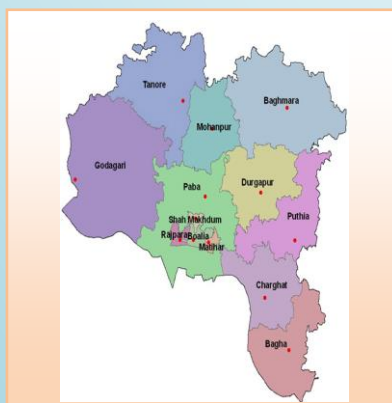 Tanore
Baghmara
Mohanpur
Godagari
Paba
Durgapur
Puthia
Shah Makhdum
Rajpara
Boalia
Matihar
Charghat
Bagha